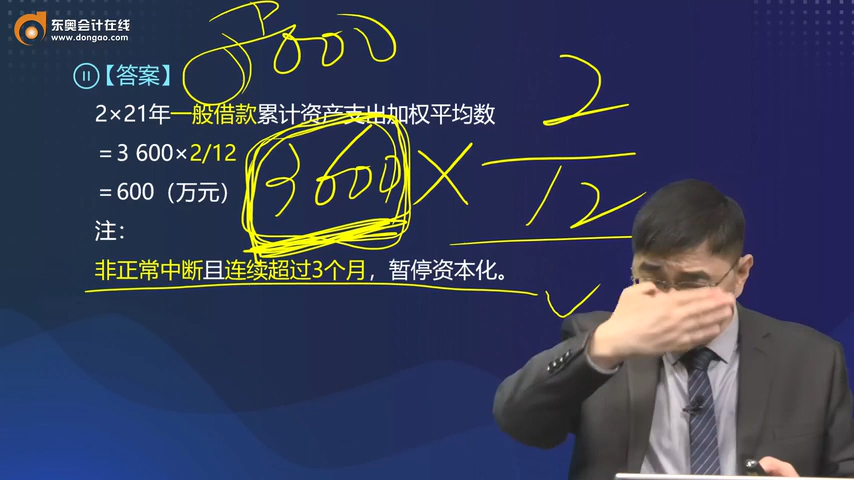 东奥会计在线
www.dongao.com
【答案】
2×21年一般借款累计资产支出加权平均数
＝3 600×2/12
＝600（万元）
注：
非正常中断且连续超过3个月，暂停资本化。
3600 × 2
12